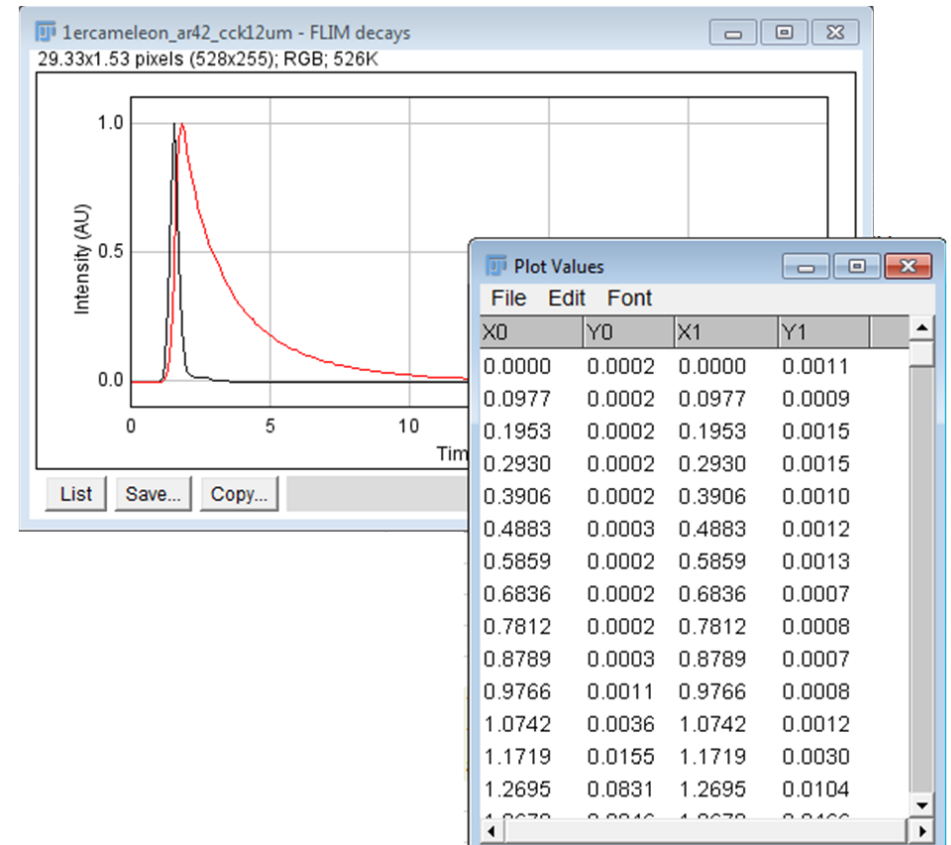 1ercameleon_ar42_cck12um - FLIM decays
29.33x1.53 pixels (528x255); RGB; 526K
1.0
0.5
0.0
Intensity (AU)
0 5 10
Tim
List Save... Copy...
Plot Values
File Edit Font
X0 Y0 X1 Y1
0.0000 0.0002 0.0000 0.0011
0.0977 0.0002 0.0977 0.0009
0.1953 0.0002 0.1953 0.0015
0.2930 0.0002 0.2930 0.0015
0.3906 0.0002 0.3906 0.0010
0.4883 0.0003 0.4883 0.0012
0.5859 0.0002 0.5859 0.0013
0.6836 0.0002 0.6836 0.0007
0.7812 0.0002 0.7812 0.0008
0.8789 0.0003 0.8789 0.0007
0.9766 0.0011 0.9766 0.0008
1.0742 0.0036 1.0742 0.0012
1.1719 0.0155 1.1719 0.0030
1.2695 0.0831 1.2695 0.0104